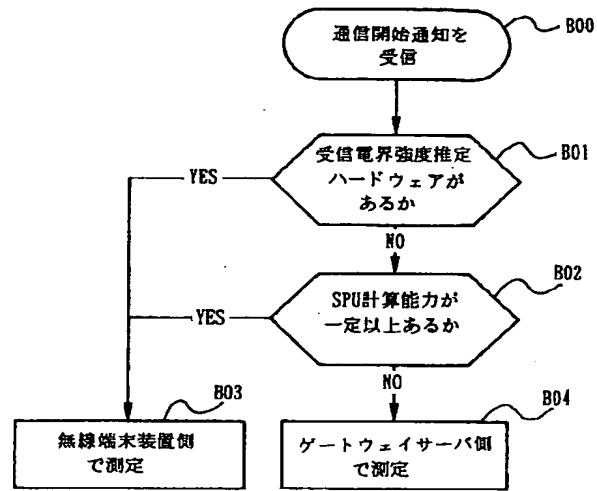 通信開始通知を
受信
B00
受信電界強度推定
ハードウェアが
あるか
B01
YES
NO
SPU計算能力が
一定以上あるか
B02
YES
NO
無線端末装置側
で測定
B03
ゲートウェイサーバ側
で測定
B04